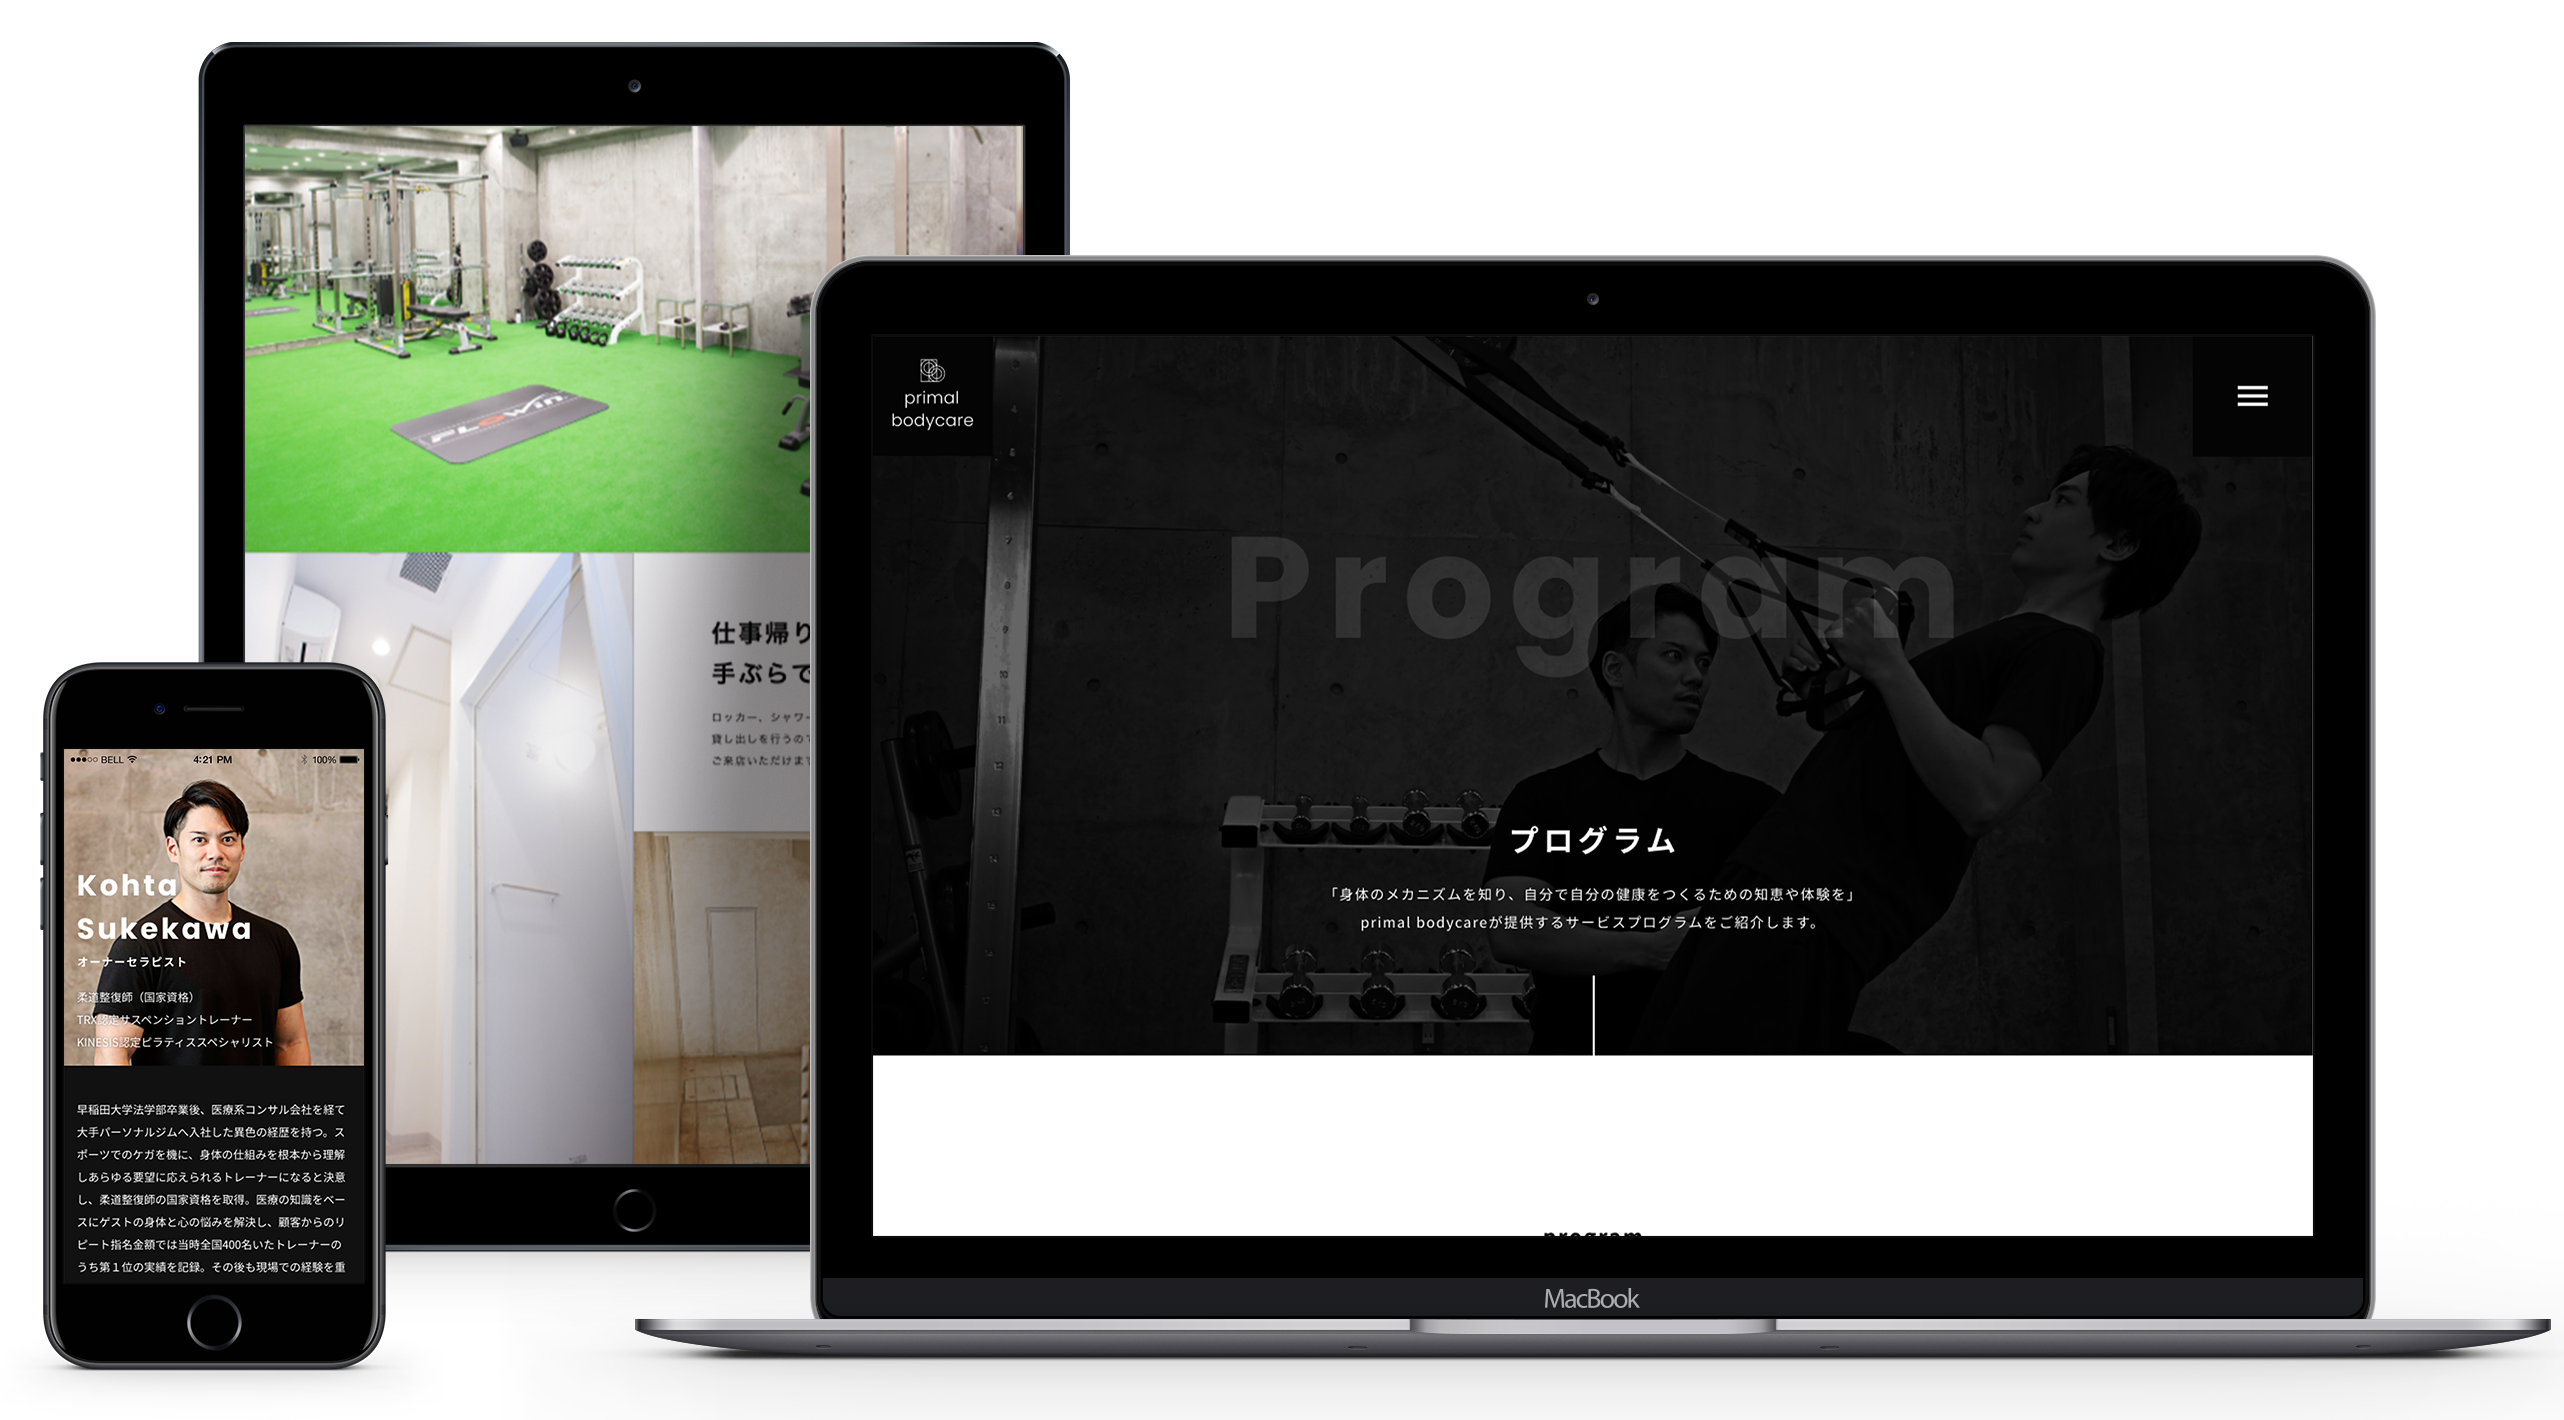 PLOWin
仕事帰り
手ぶらで
ロッカー、シャワー
貸し出しを行うので
ご来店いただけます
BELL
4:21 PM
100%
Kohta
Sukekawa
オーナーセラピスト
柔道整復師（国家資格）
TRX認定サスペンショントレーナー
KINESIS認定ピラティススペシャリスト
早稲田大学法学部卒業後、医療系コンサル会社を経て
大手パーソナルジムへ入社した異色の経歴を持つ。ス
ポーツでのケガを機に、身体の仕組みを根本から理解
しあらゆる要望に応えられるトレーナーになると決意
し、柔道整復師の国家資格を取得。医療の知識をベー
スにゲストの身体と心の悩みを解決し、顧客からのリ
ピート指名金額では当時全国400名いたトレーナーの
うち第１位の実績を記録。その後も現場での経験を重
primal
bodycare
Program
プログラム
「身体のメカニズムを知り、自分で自分の健康をつくるための知恵や体験を」
primal bodycareが提供するサービスプログラムをご紹介します。
program
MacBook